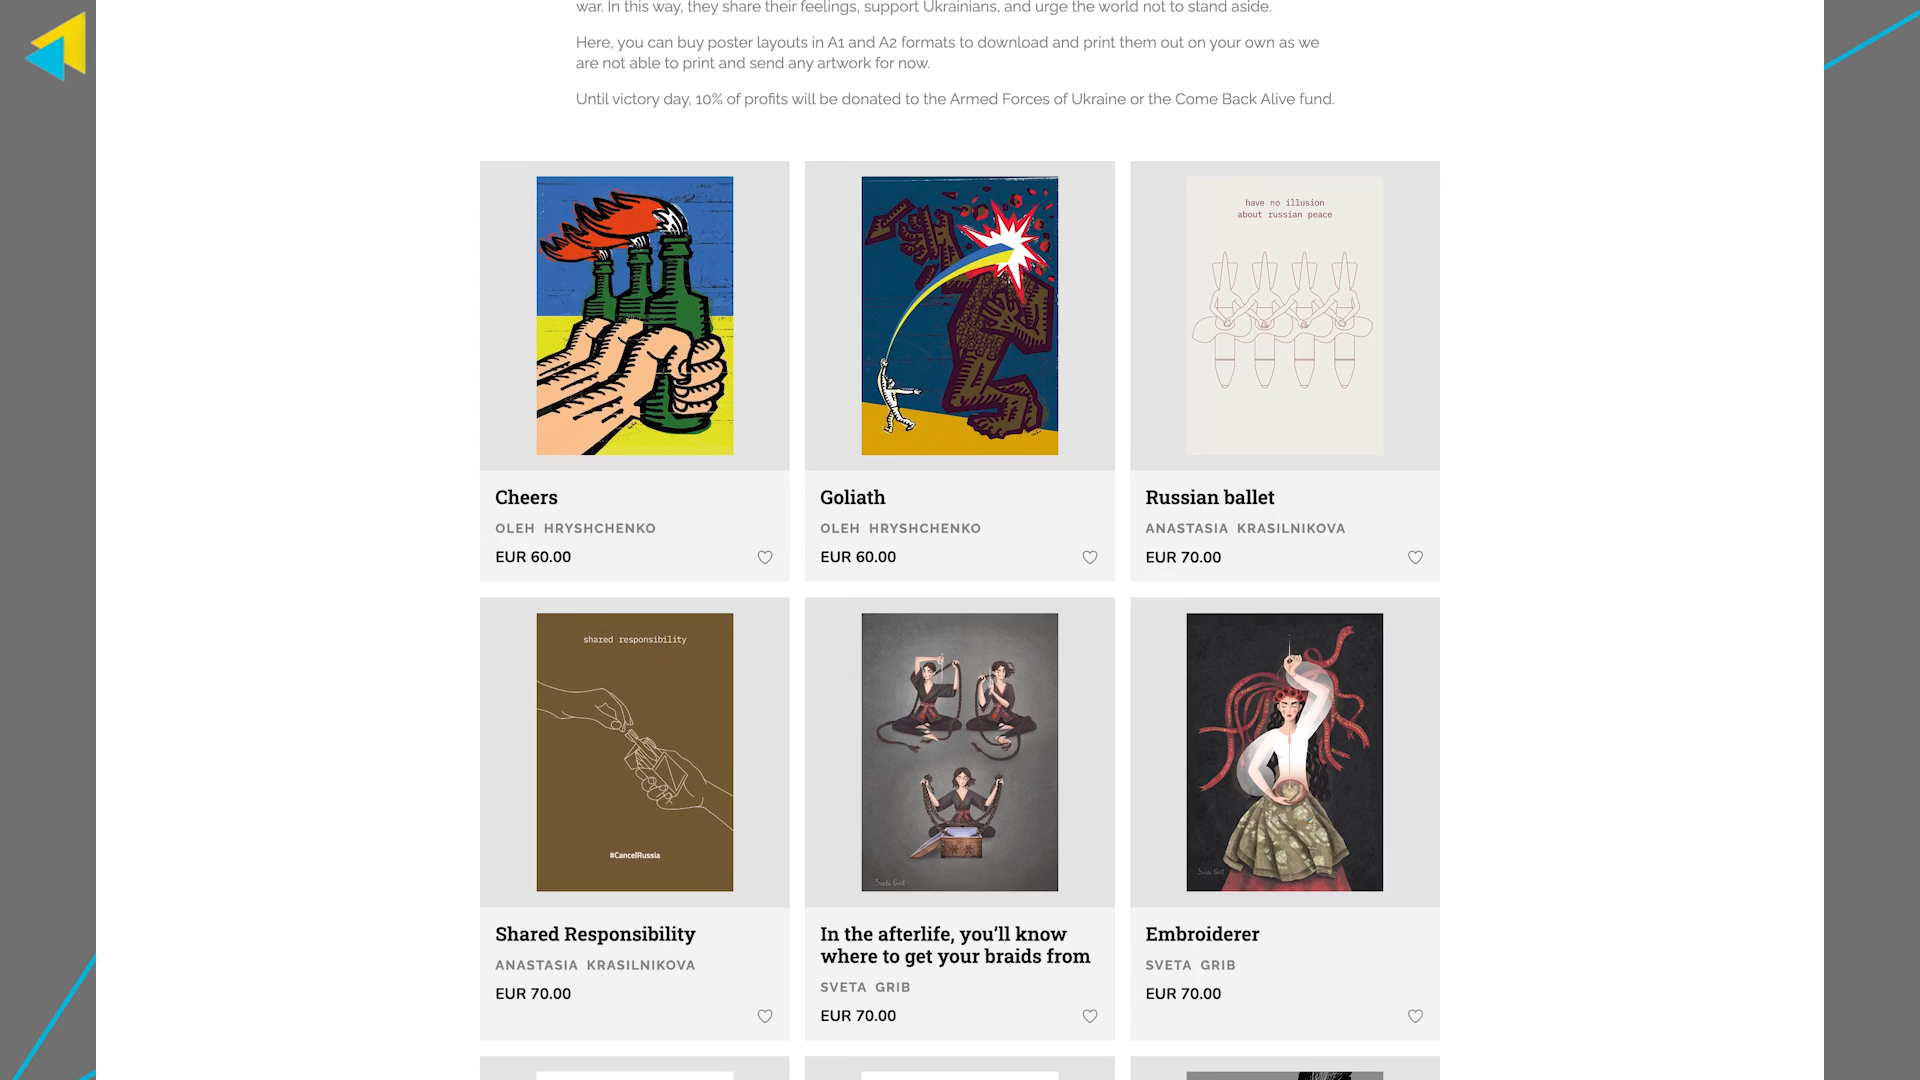 war. In this way, they share their feelings, support Ukrainians, and urge the world not to stand aside.
Here, you can buy poster layouts in A1 and A2 formats to download and print them out on your own as we
are not able to print and send any artwork for now.
Until victory day, 10% of profits will be donated to the Armed Forces of Ukraine or the Come Back Alive fund.
have no illusion
about russian peace
Cheers
OLEH HRYSHCHENKO
EUR 60.00
Goliath
OLEH HRYSHCHENKO
EUR 60.00
Russian ballet
ANASTASIA KRASILNIKOVA
EUR 70.00
shared responsibility
#CancelRussia
Sveta Grib
Sveta Grib
Shared Responsibility
ANASTASIA KRASILNIKOVA
EUR 70.00
In the afterlife, you'll know
where to get your braids from
SVETA GRIB
EUR 70.00
Embroiderer
SVETA GRIB
EUR 70.00